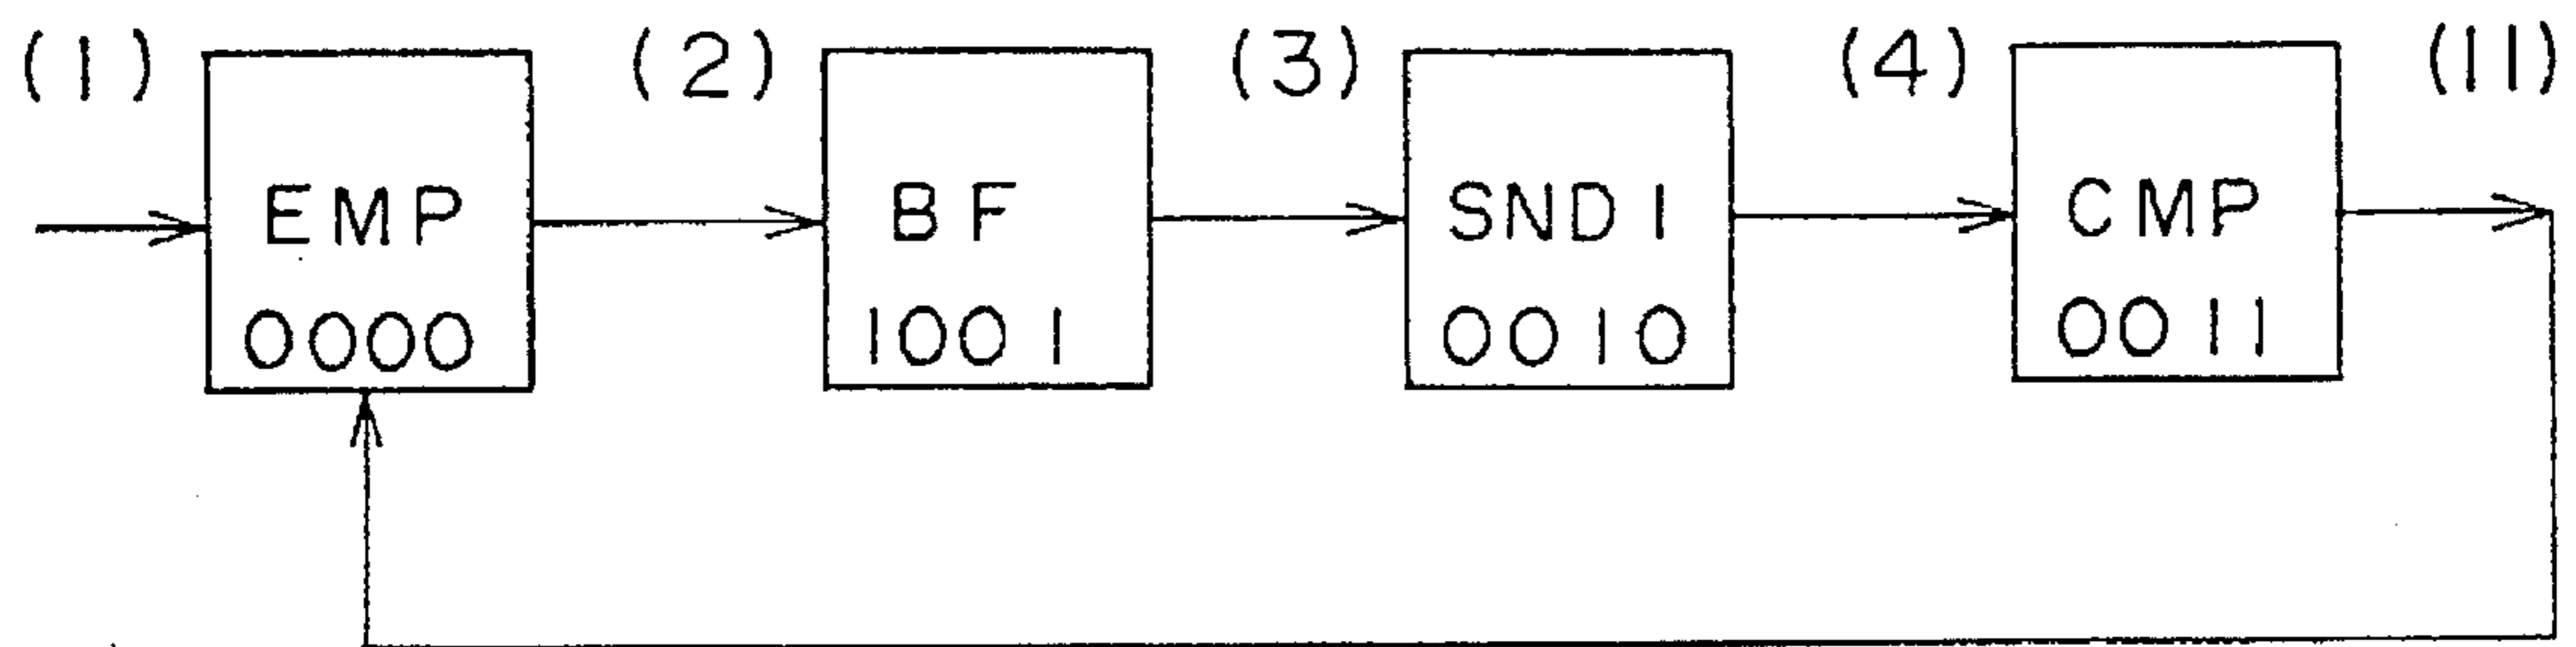 (1) (2) (3) (4) (11)
EMP BF SND1 CMP
0000 1001 0010 0011